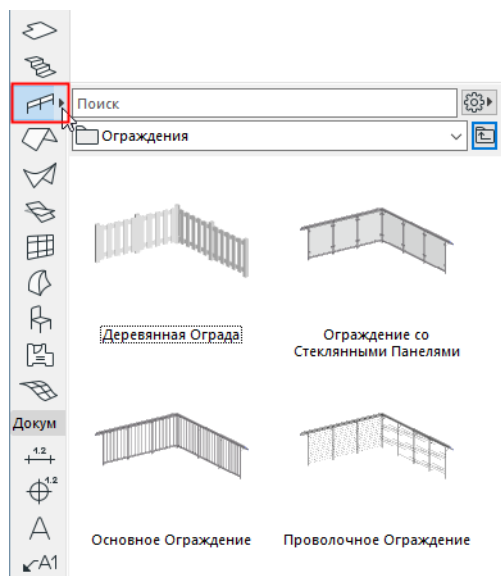 Поиск
Ограждения
Деревянная Ограда
Ограждение со
Стеклянными Панелями
Основное Ограждение
Проволочное Ограждение
Докум
1.2
1.2
A
A1